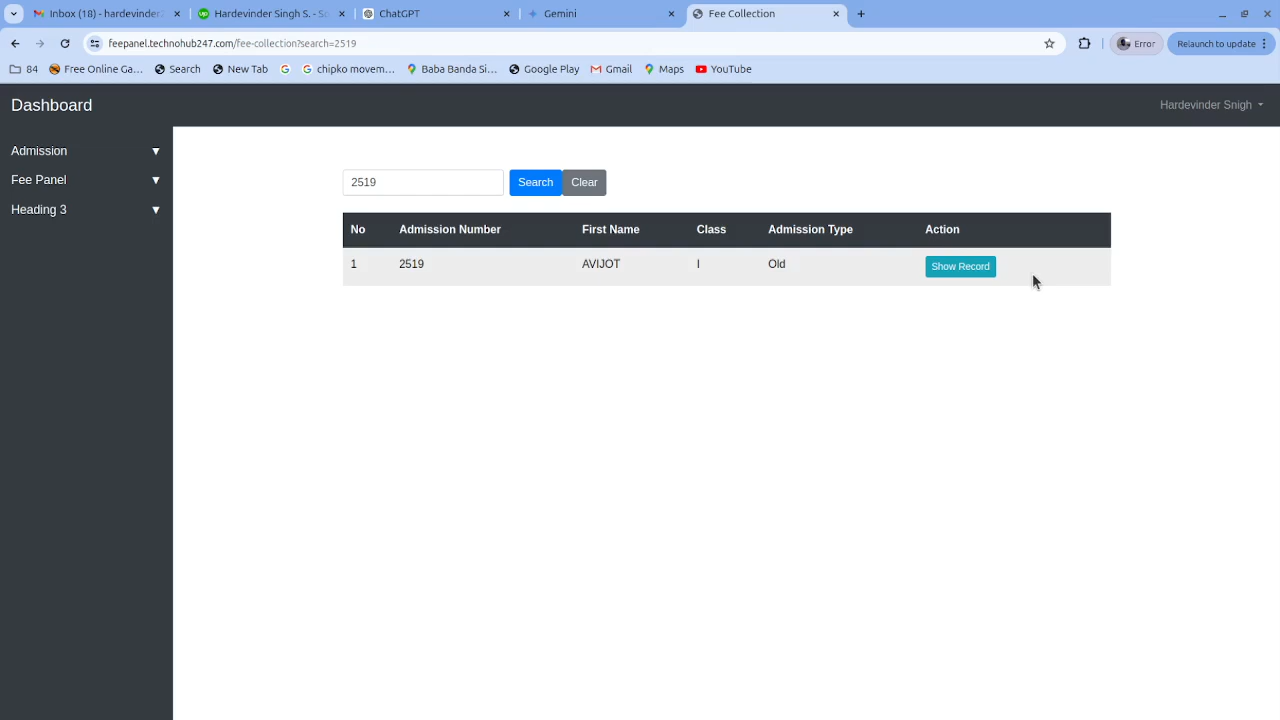 Inbox (18) - hardevinder.
Hardevinder Singh S. - So
ChatGPT
Gemini
Fee Collection
feepanel.technohub247.com/fee-collection?search=2519
Error
Relaunch to update
84
Free Online Ga...
Search
New Tab
chipko movem...
Baba Banda Si...
Google Play
Gmail
Maps
YouTube
Dashboard
Hardevinder Snigh
Admission
Fee Panel
Heading 3
2519
Search
Clear
No Admission Number First Name Class Admission Type Action
1 2519 AVIJOT I Old Show Record